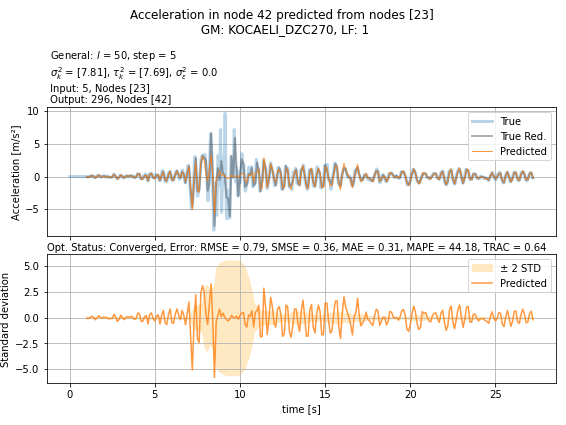 Acceleration in node 42 predicted from nodes [23]
GM: KOCAELI_DZC270, LF: 1
General: l = 50, step = 5
σ²ₖ = [7.81], τ²ₖ = [7.69], σ²ε = 0.0
Input: 5, Nodes [23]
Output: 296, Nodes [42]
Acceleration [m/s²]
10
5
0
−5
True
True Red.
Predicted
Opt. Status: Converged, Error: RMSE = 0.79, SMSE = 0.36, MAE = 0.31, MAPE = 44.18, TRAC = 0.64
Standard deviation
5.0
2.5
0.0
−2.5
−5.0
± 2 STD
Predicted
0 5 10 15 20 25
time [s]